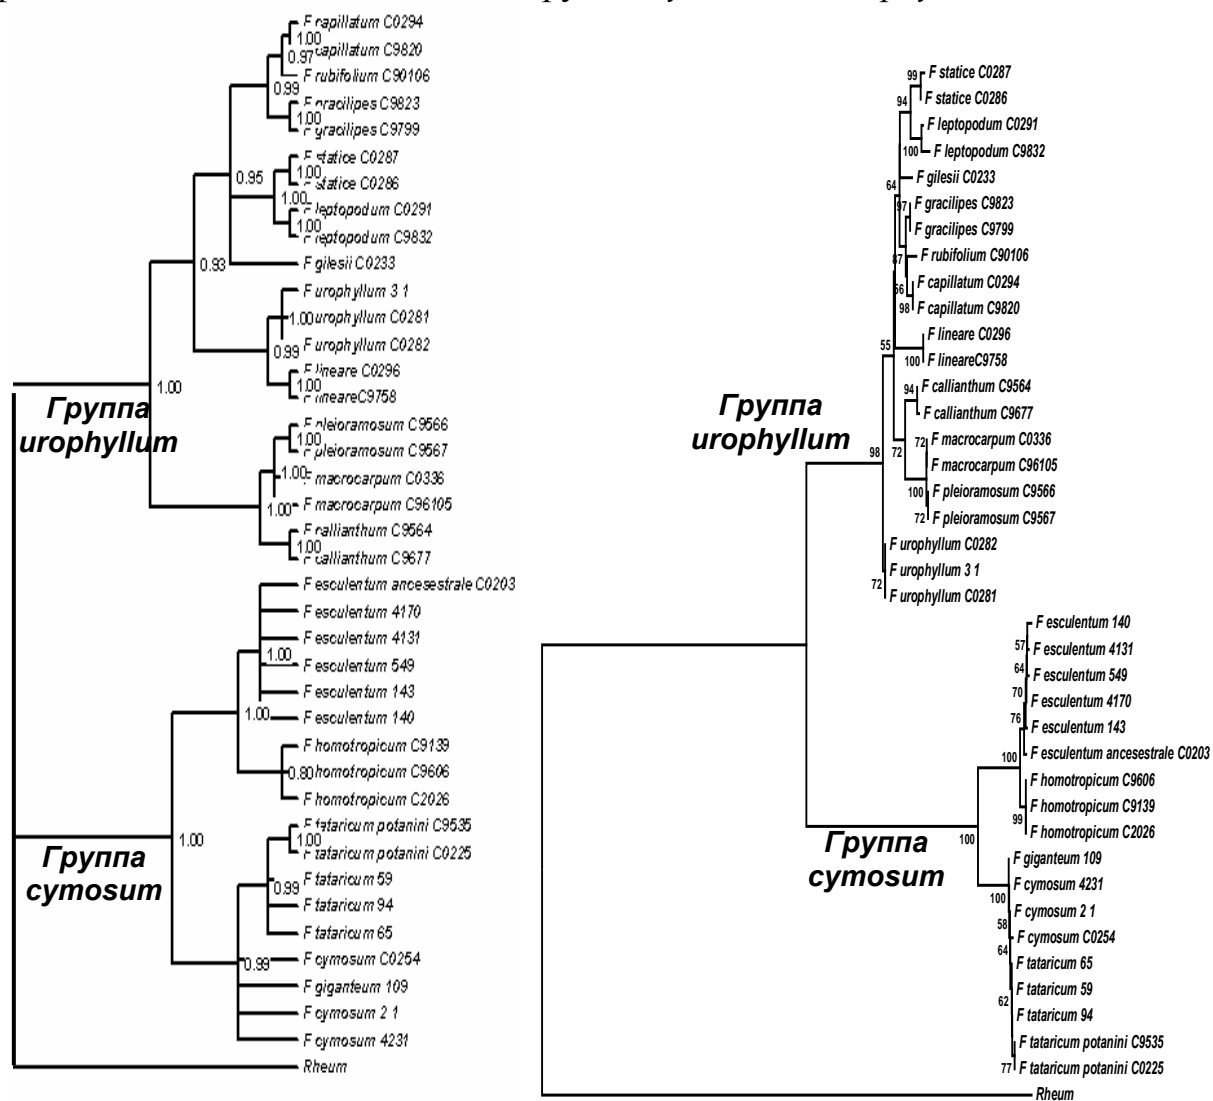 F capillatum C0294
1.00
capillatum C9820
0.97
F rubifolium C90106
0.99
F gracilipes C9823
1.00
F gracilipes C9799
F statice C0287
0.95
1.00
F statice C0286
1.00
F leptopodum C0291
1.00
F leptopodum C9832
F gilesii C0233
0.93
F urophyllum 3 1
1.00 urophyllum C0281
F urophyllum C0282
0.99
F lineare C0296
1.00
F lineareC9758
1.00
Группа
urophyllum
F pleioramosum C9566
1.00
F pleioramosum C9567
1.00
F macrocarpum C0336
1.00
F macrocarpum C96105
F callianthum C9564
1.00
F callianthum C9677
F esculentum ancesestrale C0203
F esculentum 4170
F esculentum 4131
1.00
F esculentum 549
F esculentum 143
1.00
F esculentum 140
F homotropicum C9139
0.80 homotropicum C9606
F homotropicum C2026
1.00
Группа
cymosum
F tataricum potanini C9535
1.00
F tataricum potanini C0225
F tataricum 59
0.99
F tataricum 94
F tataricum 65
F cymosum C0254
0.99
F giganteum 109
F cymosum 2 1
F cymosum 4231
Rheum
99
F statice C0287
F statice C0286
94
F leptopodum C0291
100
F leptopodum C9832
F gilesii C0233
64
F gracilipes C9823
97
F gracilipes C9799
F rubifolium C90106
87
F capillatum C0294
56
98
F capillatum C9820
F lineare C0296
55
100
F lineareC9758
94
F callianthum C9564
F callianthum C9677
72
F macrocarpum C0336
72
F macrocarpum C96105
100
F pleioramosum C9566
72
F pleioramosum C9567
98
Группа
urophyllum
F urophyllum C0282
F urophyllum 3 1
72
F urophyllum C0281
F esculentum 140
57
F esculentum 4131
64
F esculentum 549
70
F esculentum 4170
76
F esculentum 143
100
F esculentum ancesestrale C0203
F homotropicum C9606
F homotropicum C9139
99
F homotropicum C2026
100
Группа
cymosum
F giganteum 109
F cymosum 4231
100
F cymosum 2 1
58
F cymosum C0254
64
F tataricum 65
F tataricum 59
62
F tataricum 94
F tataricum potanini C9535
77
F tataricum potanini C0225
Rheum